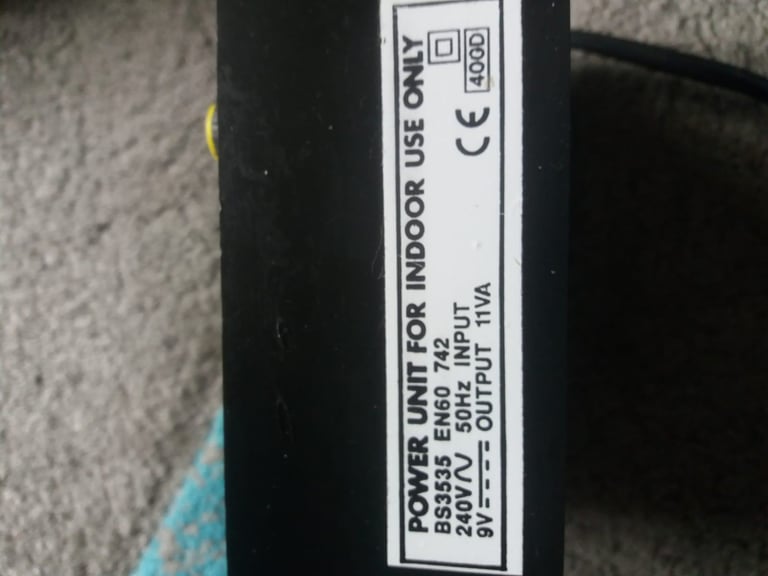 POWER UNIT FOR INDOOR USE ONLY
BS3535 EN60 742
240V∿ 50Hz INPUT
9V⎓ OUTPUT 11VA
CE 400D